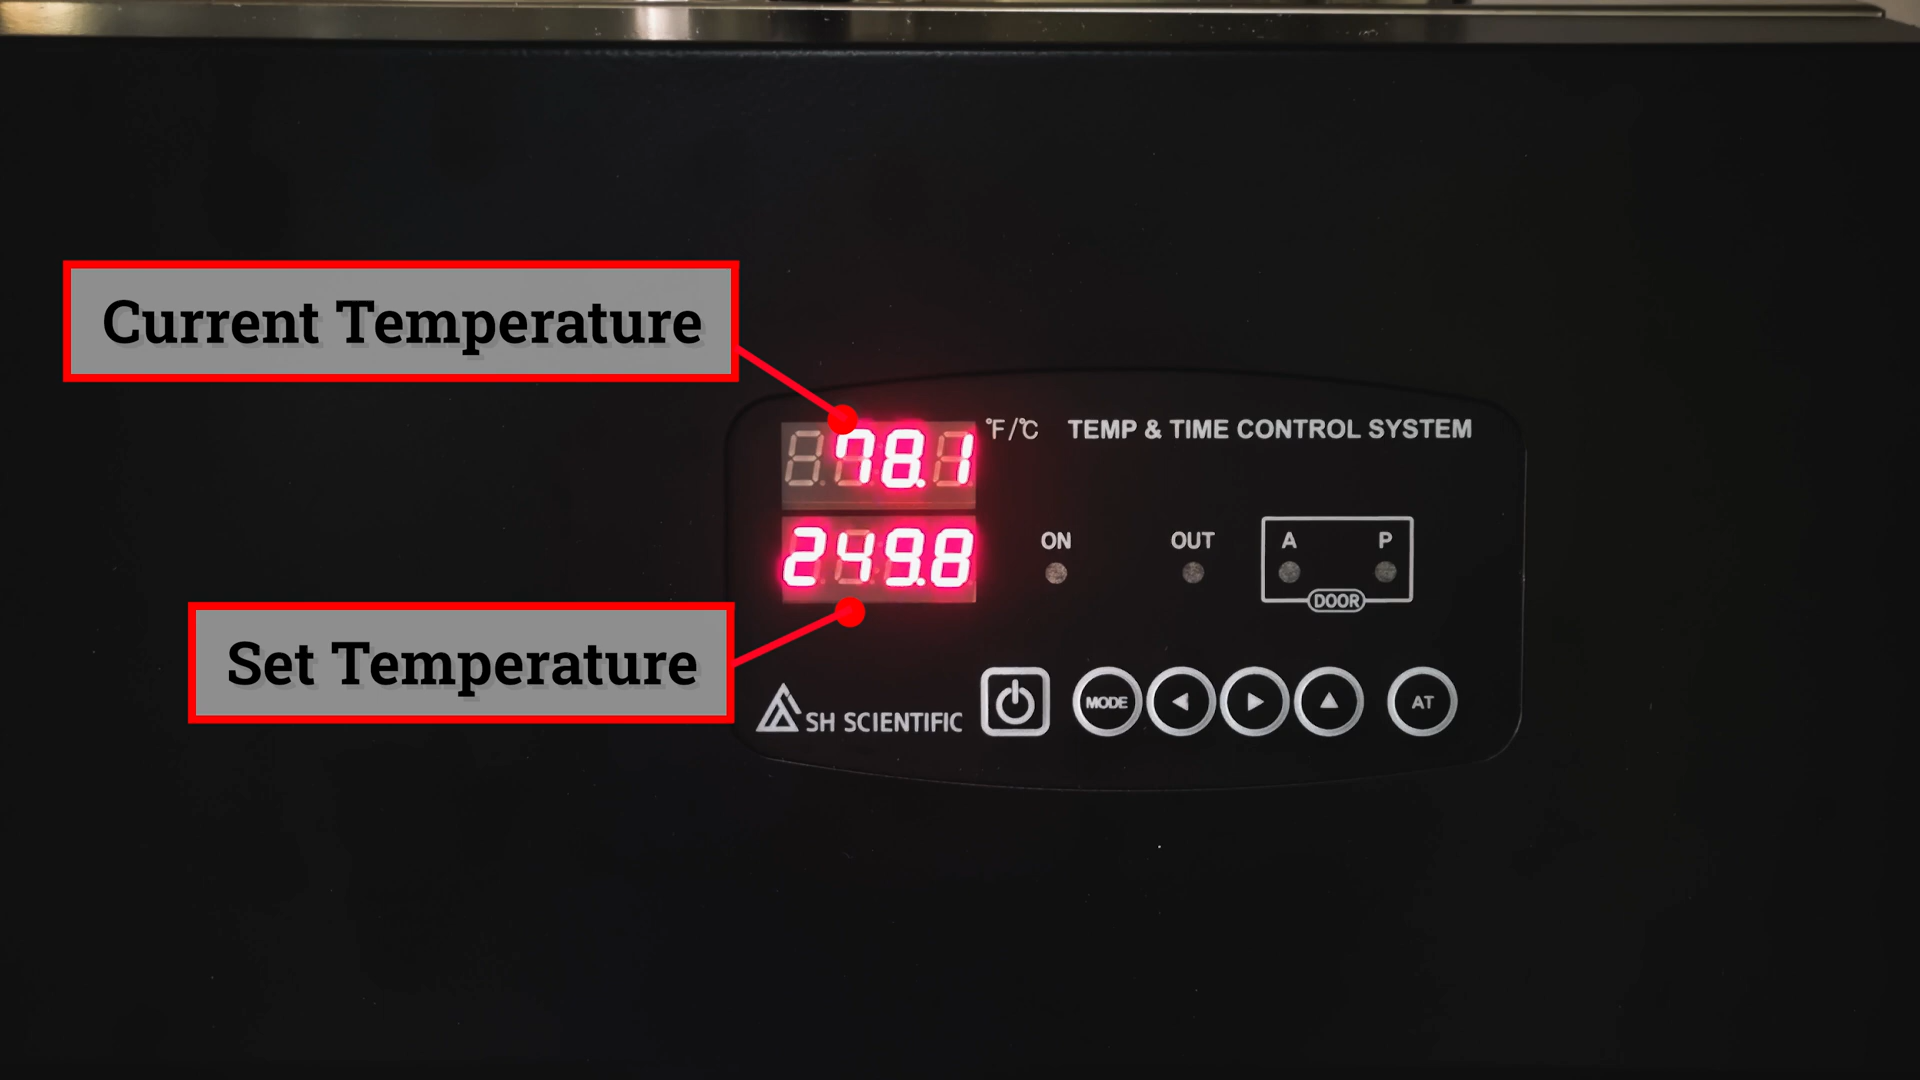 Current Temperature
78.1
°F/°C TEMP & TIME CONTROL SYSTEM
249.8
ON OUT A P
DOOR
Set Temperature
SH SCIENTIFIC
MODE
AT